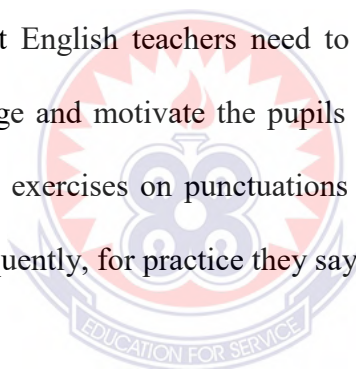 t English teachers need to
ge and motivate the pupils
exercises on punctuations
quently, for practice they say
EDUCATION FOR SERVICE